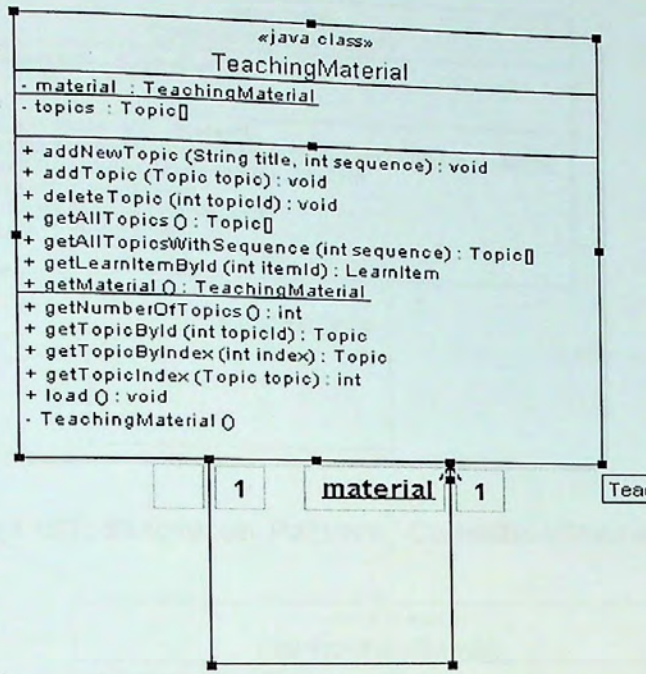 «java class»
TeachingMaterial
- material : TeachingMaterial
- topics : Topic[]
+ addNewTopic (String title, int sequence) : void
+ addTopic (Topic topic) : void
+ deleteTopic (int topicId) : void
+ getAllTopics () : Topic[]
+ getAllTopicsWithSequence (int sequence) : Topic[]
+ getLearnItemById (int itemId) : LearnItem
+ getMaterial () : TeachingMaterial
+ getNumberOfTopics () : int
+ getTopicById (int topicId) : Topic
+ getTopicByIndex (int index) : Topic
+ getTopicIndex (Topic topic) : int
+ load () : void
- TeachingMaterial ()
1 material 1
Teac